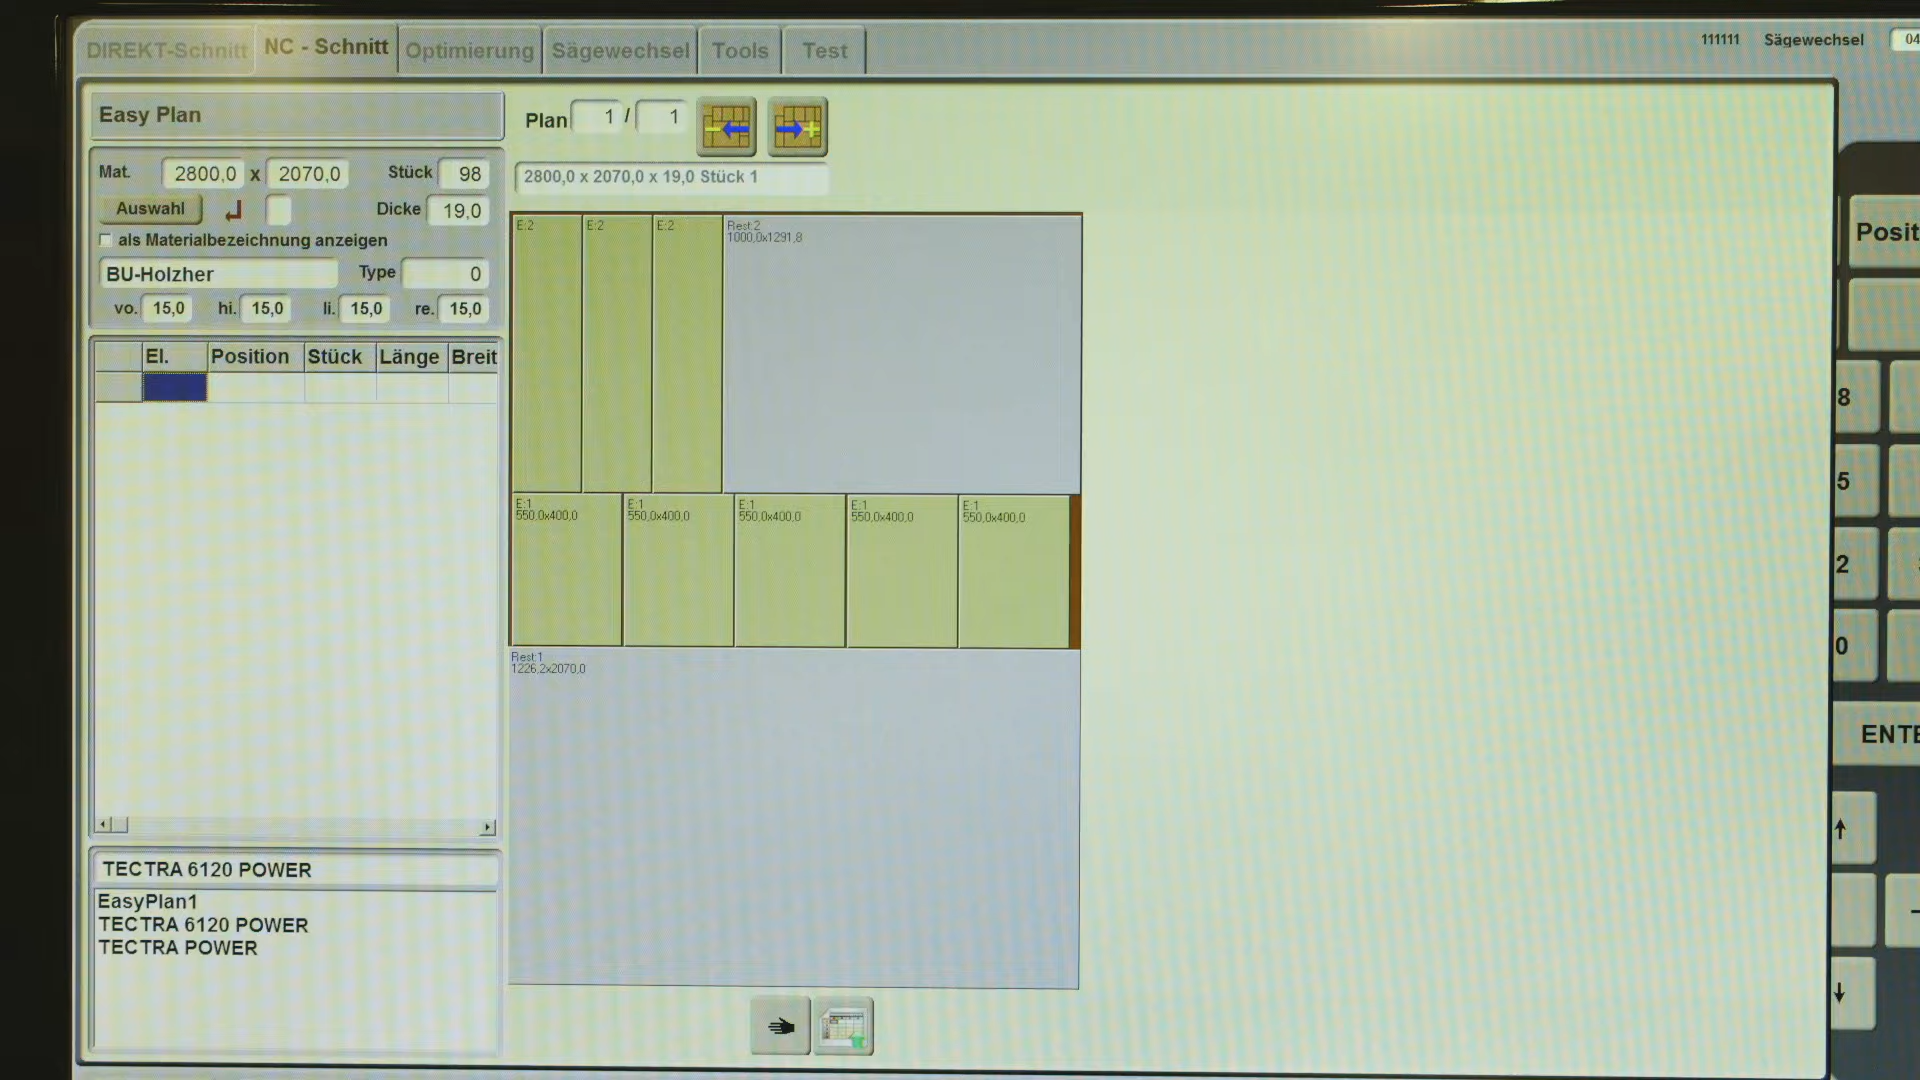 DIREKT-Schnitt NC - Schnitt Optimierung Sägewechsel Tools Test
111111 Sägewechsel 04
Easy Plan
Plan 1 / 1
Mat. 2800,0 x 2070,0 Stück 98
2800,0 x 2070,0 x 19,0 Stück 1
Auswahl Dicke 19,0
als Materialbezeichnung anzeigen
BU-Holzher Type 0
vo. 15,0 hi. 15,0 li. 15,0 re. 15,0
El. Position Stück Länge Breit
E:2 E:2 E:2 Rest:2
1000,0x1291,8
E:1 E:1 E:1 E:1 E:1
550,0x400,0 550,0x400,0 550,0x400,0 550,0x400,0 550,0x400,0
Rest:1
1226,2x2070,0
TECTRA 6120 POWER
EasyPlan1
TECTRA 6120 POWER
TECTRA POWER
Posit
8
5
2
0
ENTE